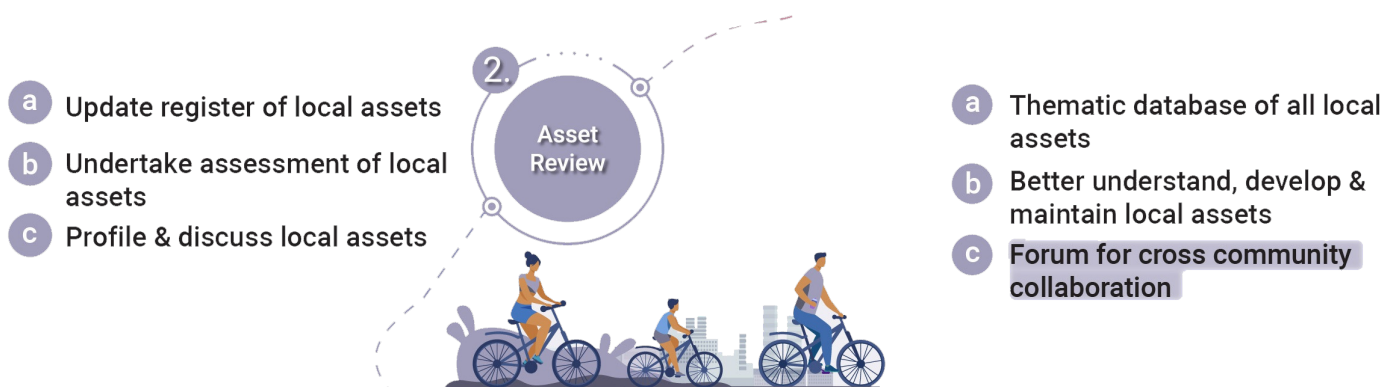 a Update register of local assets
b Undertake assessment of local
assets
c Profile & discuss local assets
2.
Asset
Review
a Thematic database of all local
assets
b Better understand, develop &
maintain local assets
c Forum for cross community
collaboration